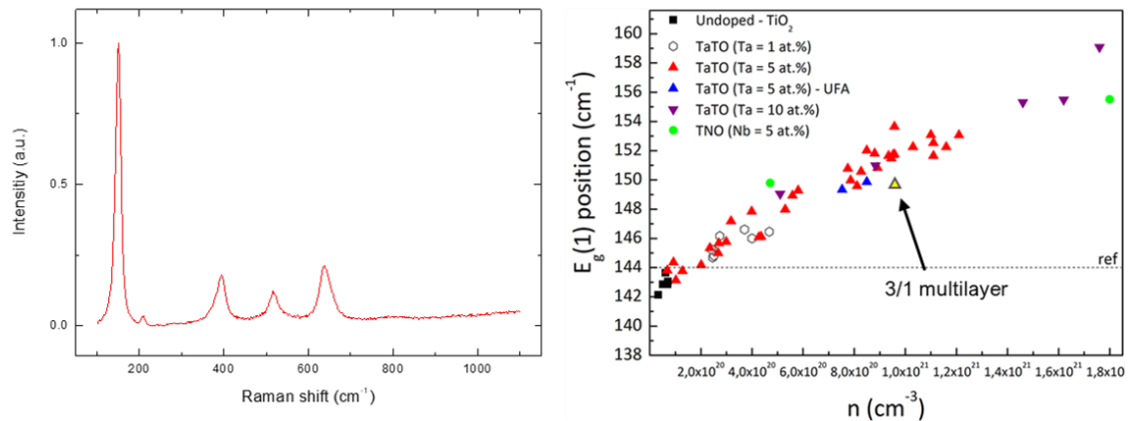 1.0
0.5
0.0
200
400
600
800
1000
Intensitiy (a.u.)
Raman shift (cm⁻¹)
160
158
156
154
152
150
148
146
144
142
140
138
E_g(1) position (cm⁻¹)
Undoped - TiO₂
TaTO (Ta = 1 at.%)
TaTO (Ta = 5 at.%)
TaTO (Ta = 5 at.%) - UFA
TaTO (Ta = 10 at.%)
TNO (Nb = 5 at.%)
ref
3/1 multilayer
2,0x10²⁰ 4,0x10²⁰ 6,0x10²⁰ 8,0x10²⁰ 1,0x10²¹ 1,2x10²¹ 1,4x10²¹ 1,6x10²¹ 1,8x10
n (cm⁻³)